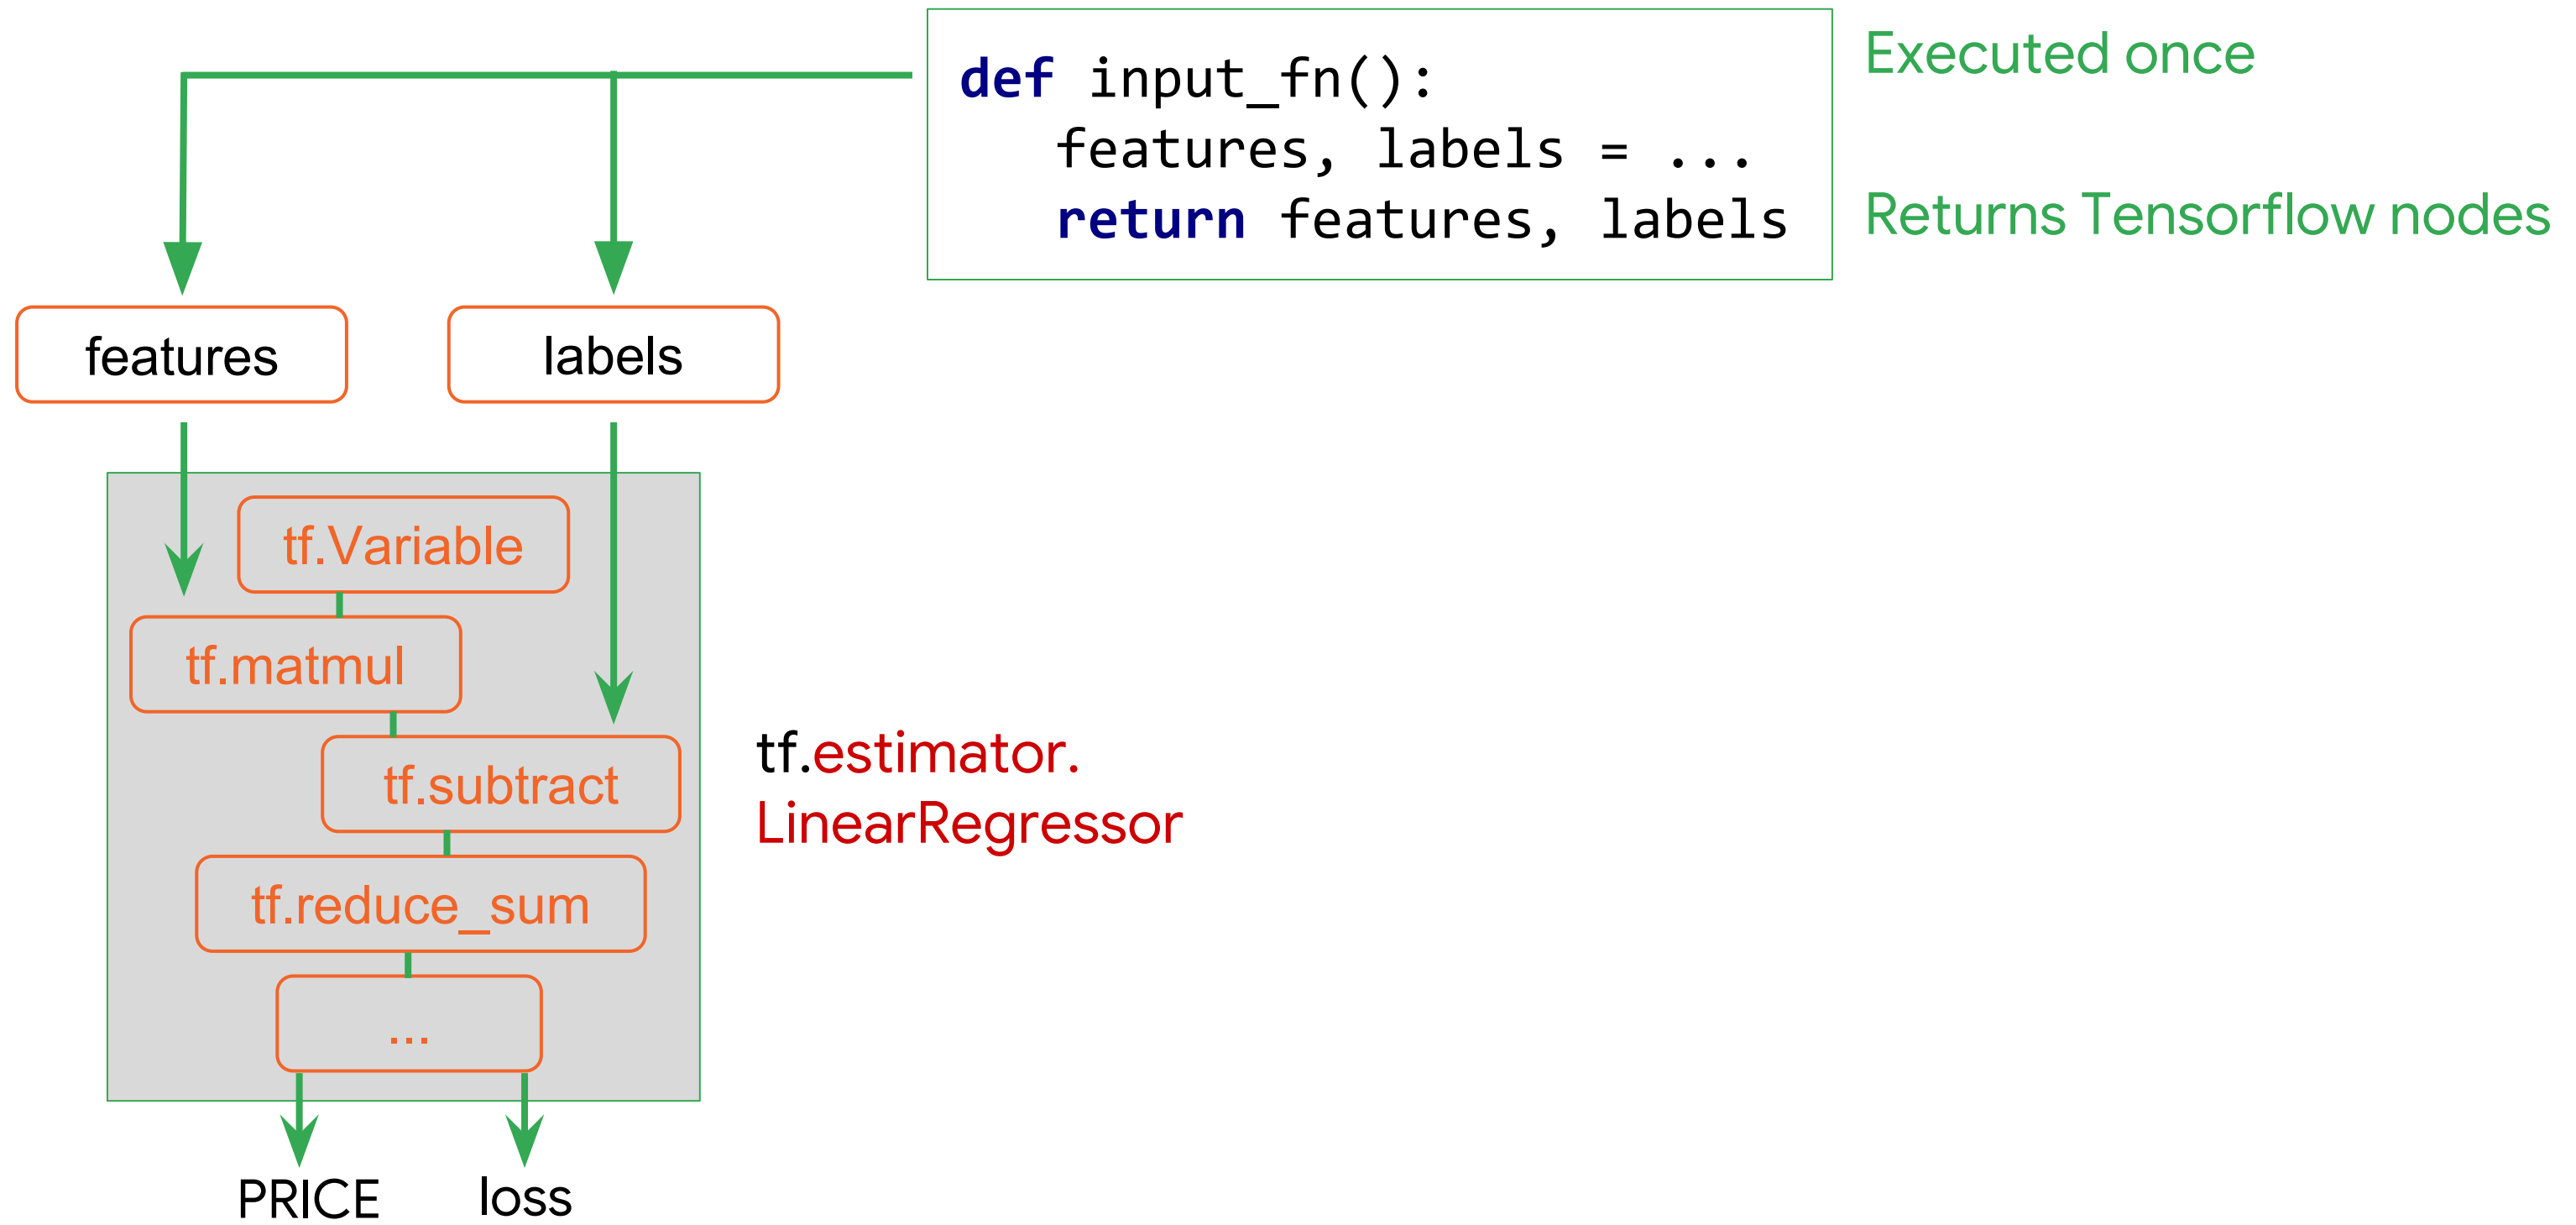 def input_fn():
features, labels = ...
return features, labels
Executed once
Returns Tensorflow nodes
features
labels
tf.Variable
tf.matmul
tf.subtract
tf.reduce_sum
...
tf.estimator.
LinearRegressor
PRICE
loss